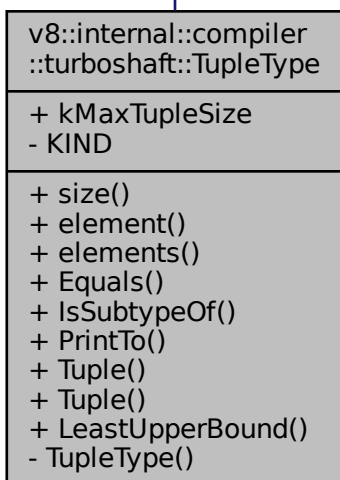 v8::internal::compiler
::turboshaft::TupleType
+ kMaxTupleSize
- KIND
+ size()
+ element()
+ elements()
+ Equals()
+ IsSubtypeOf()
+ PrintTo()
+ Tuple()
+ Tuple()
+ LeastUpperBound()
- TupleType()